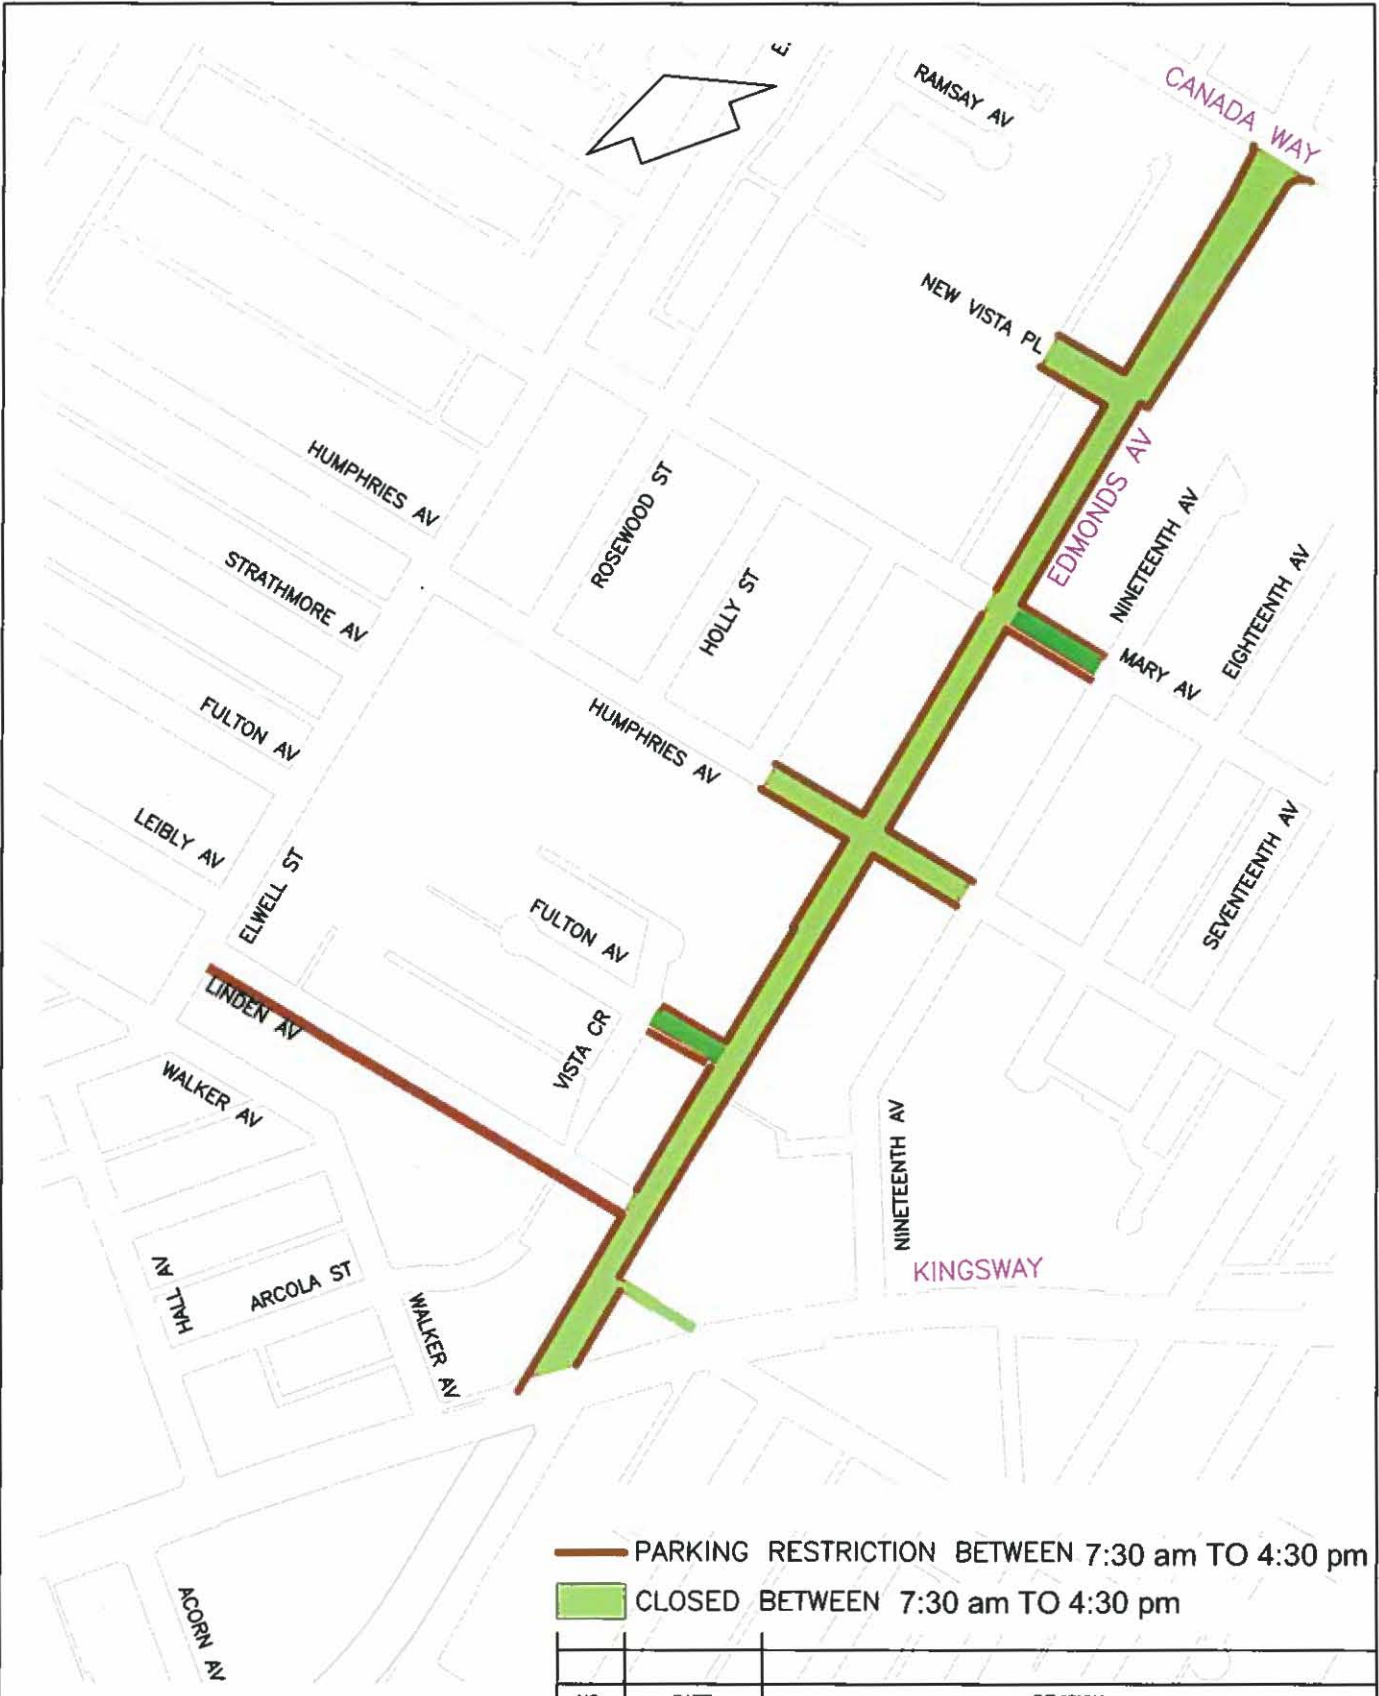 E.
RAMSAY AV
CANADA WAY
NEW VISTA PL
EDMONDS AV
HUMPHRIES AV
ROSEWOOD ST
NINETEENTH AV
STRATHMORE AV
HOLLY ST
EIGHTEENTH AV
MARY AV
FULTON AV
HUMPHRIES AV
LEIBLY AV
ELWELL ST
SEVENTEENTH AV
FULTON AV
LINDEN AV
VISTA CR
WALKER AV
NINETEENTH AV
HALL AV
ARCOLA ST
KINGSWAY
WALKER AV
PARKING RESTRICTION BETWEEN 7:30 am TO 4:30 pm
CLOSED BETWEEN 7:30 am TO 4:30 pm
ACORN AV